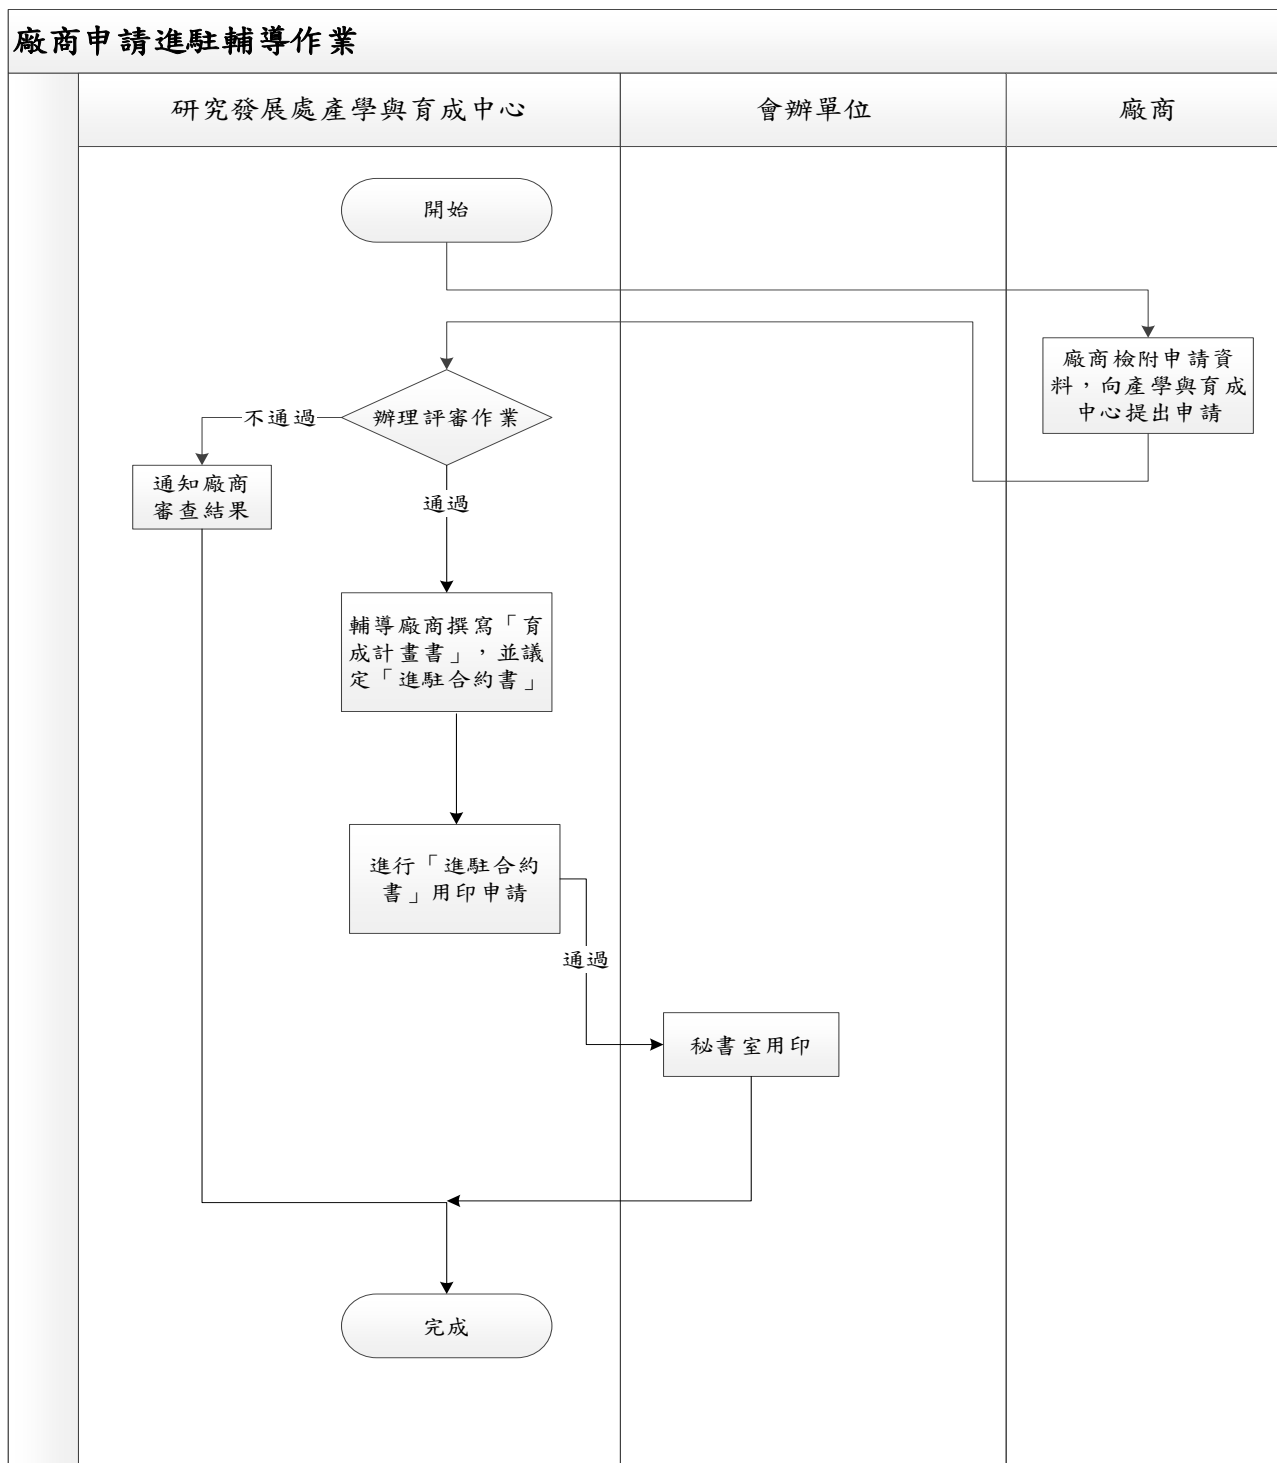 廠商申請進駐輔導作業
研究發展處產學與育成中心
會辦單位
廠商
開始
廠商檢附申請資
料，向產學與育成
中心提出申請
辦理評審作業
不通過
通知廠商
審查結果
通過
輔導廠商撰寫「育
成計畫書」，並議
定「進駐合約書」
進行「進駐合約
書」用印申請
通過
秘書室用印
完成